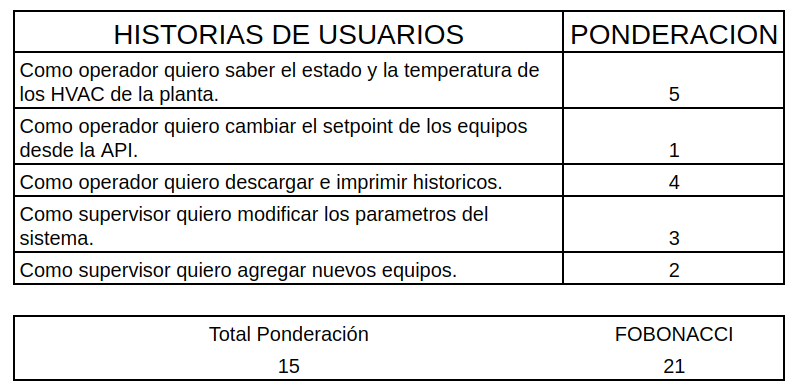 HISTORIAS DE USUARIOS PONDERACION
Como operador quiero saber el estado y la temperatura de
los HVAC de la planta. 5
Como operador quiero cambiar el setpoint de los equipos
desde la API. 1
Como operador quiero descargar e imprimir historicos. 4
Como supervisor quiero modificar los parametros del
sistema. 3
Como supervisor quiero agregar nuevos equipos. 2
Total Ponderación FOBONACCI
15 21